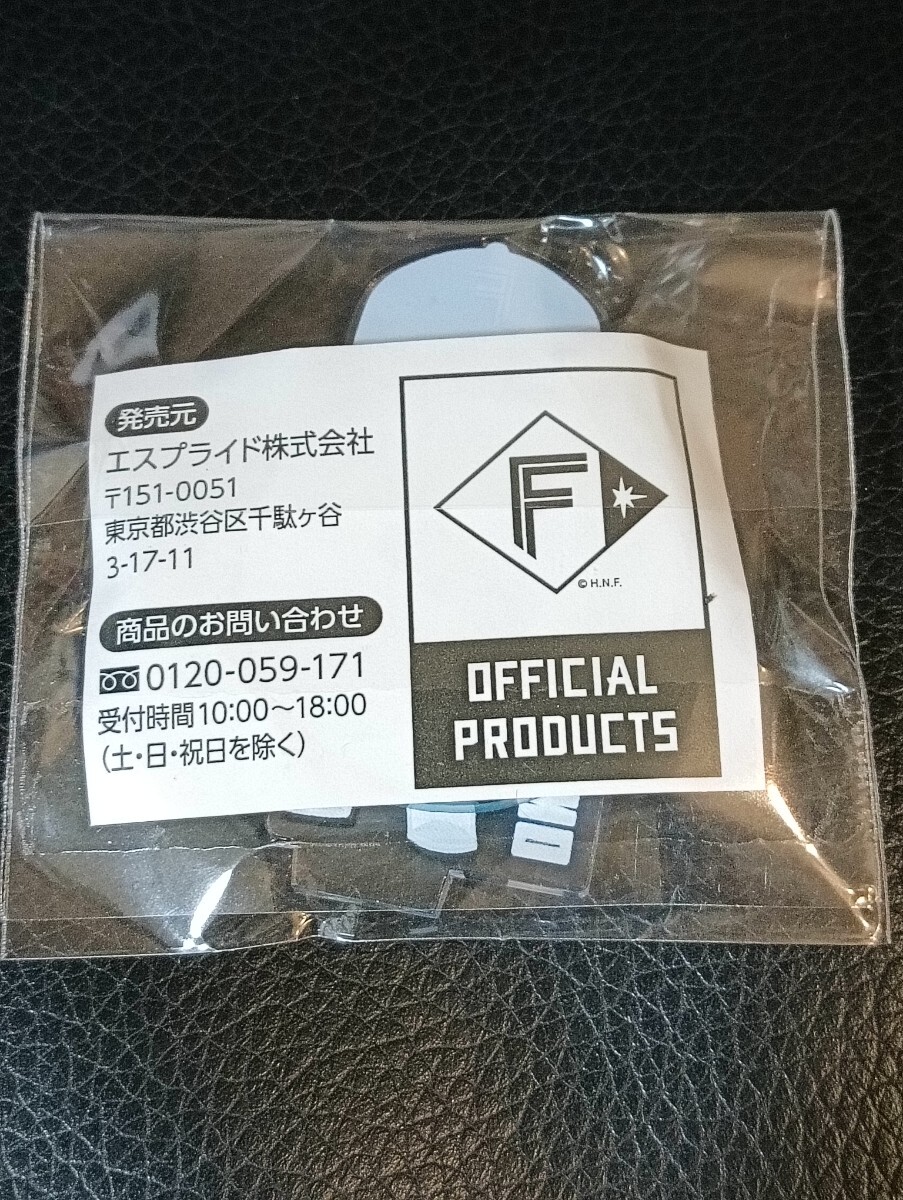 発売元
エスプライド株式会社
〒151-0051
東京都渋谷区千駄ヶ谷
3-17-11
商品のお問い合わせ
0120-059-171
受付時間10:00〜18:00
(土・日・祝日を除く)
F
© H.N.F.
OFFICIAL
PRODUCTS